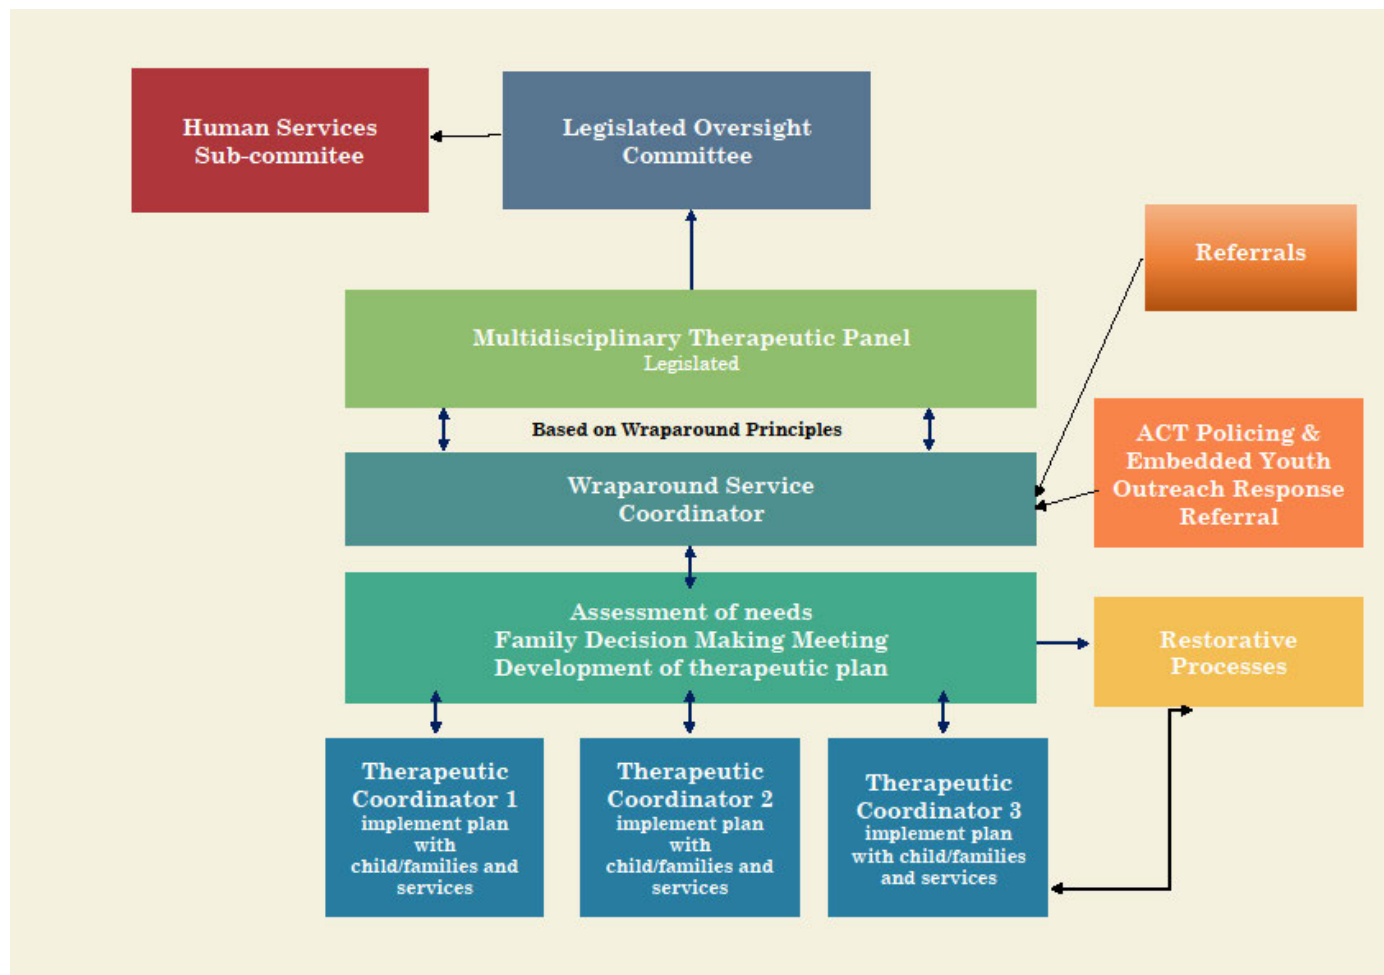 Human Services
Sub-commitee
Legislated Oversight
Committee
Referrals
Multidisciplinary Therapeutic Panel
Legislated
Based on Wraparound Principles
ACT Policing &
Embedded Youth
Outreach Response
Referral
Wraparound Service
Coordinator
Assessment of needs
Family Decision Making Meeting
Development of therapeutic plan
Restorative
Processes
Therapeutic
Coordinator 1
implement plan
with
child/families and
services
Therapeutic
Coordinator 2
implement plan
with
child/families and
services
Therapeutic
Coordinator 3
implement plan
with child/families
and services